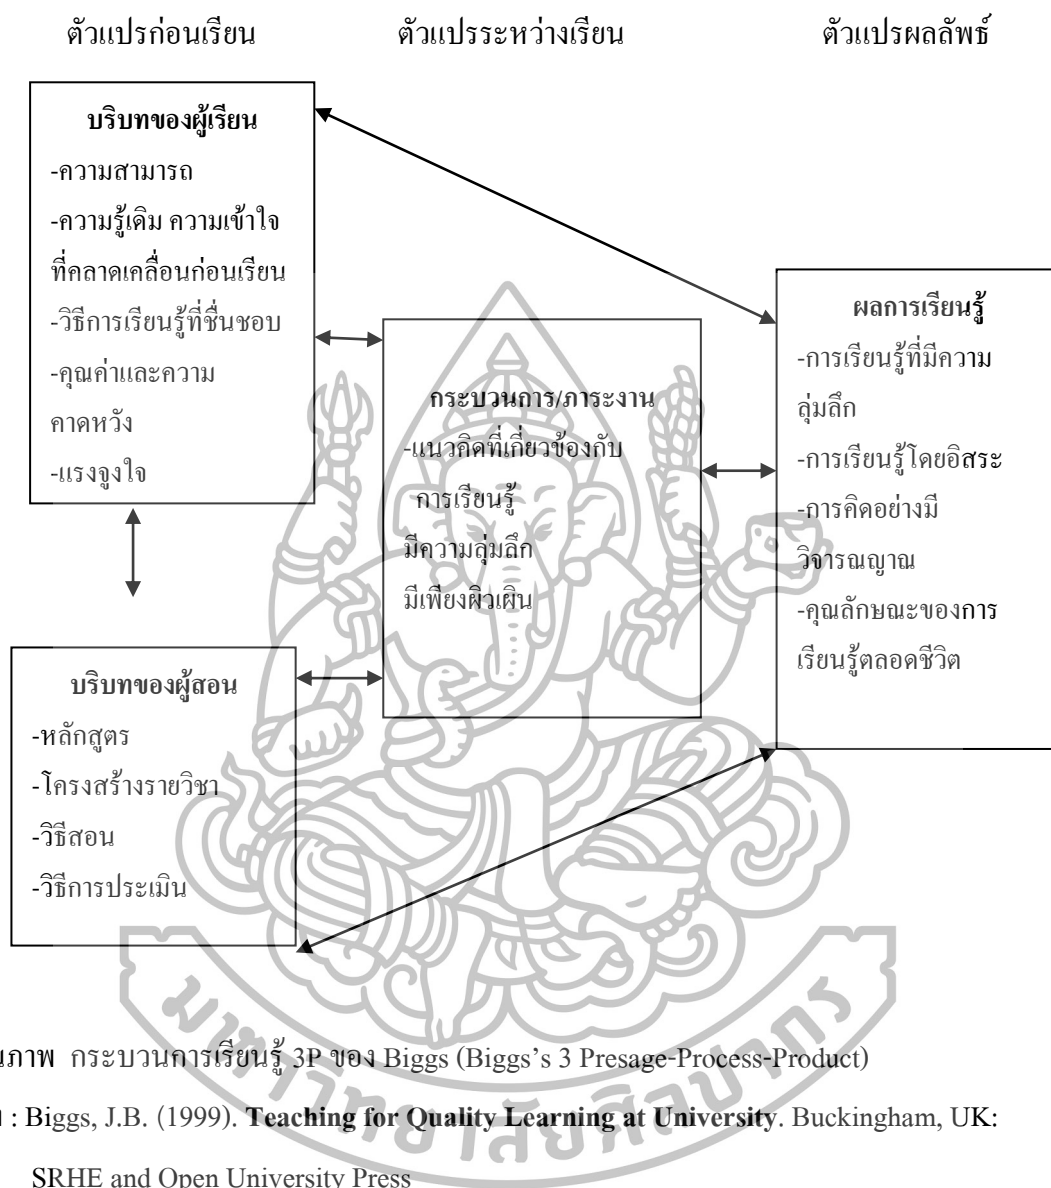 ตัวแปรก่อนเรียน ตัวแปรระหว่างเรียน ตัวแปรผลลัพธ์
บริบทของผู้เรียน
-ความสามารถ
-ความรู้เดิม ความเข้าใจ
ที่คลาดเคลื่อนก่อนเรียน
-วิธีการเรียนรู้ที่ชื่นชอบ
-คุณค่าและความ
คาดหวัง
-แรงจูงใจ
กระบวนการ/ภาระงาน
-แนวคิดที่เกี่ยวข้องกับ
การเรียนรู้
มีความลุ่มลึก
มีเพียงผิวเผิน
ผลการเรียนรู้
-การเรียนรู้ที่มีความ
ลุ่มลึก
-การเรียนรู้โดยอิสระ
-การคิดอย่างมี
วิจารณญาณ
-คุณลักษณะของการ
เรียนรู้ตลอดชีวิต
บริบทของผู้สอน
-หลักสูตร
-โครงสร้างรายวิชา
-วิธีสอน
-วิธีการประเมิน
มหาวิทยาลัยศิลปากร
นภาพ กระบวนการเรียนรู้ 3P ของ Biggs (Biggs’s 3 Presage-Process-Product)
: Biggs, J.B. (1999). Teaching for Quality Learning at University. Buckingham, UK:
SRHE and Open University Press